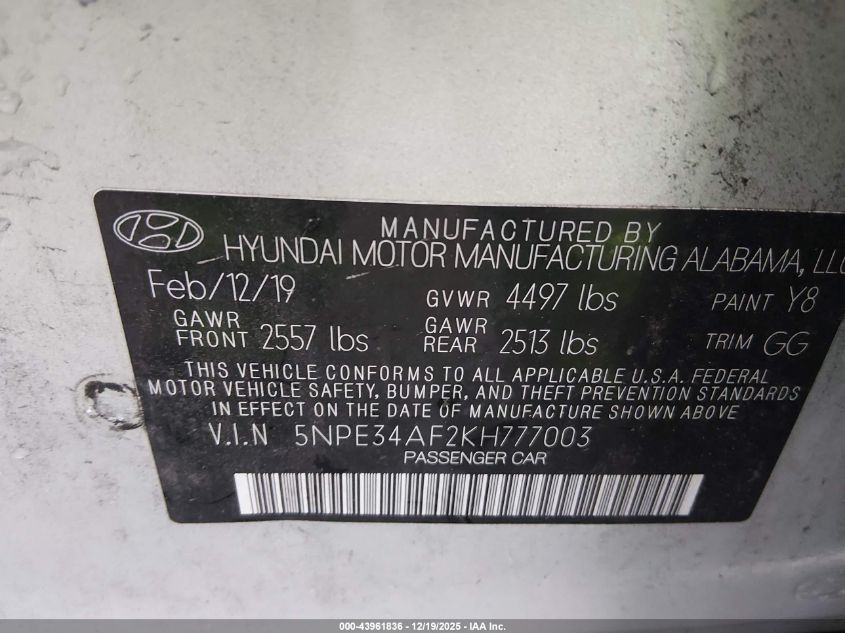 MANUFACTURED BY
HYUNDAI MOTOR MANUFACTURING ALABAMA, LLC
Feb/12/19 GVWR 4497 lbs PAINT Y8
GAWR FRONT 2557 lbs GAWR REAR 2513 lbs TRIM GG
THIS VEHICLE CONFORMS TO ALL APPLICABLE U.S.A. FEDERAL
MOTOR VEHICLE SAFETY, BUMPER, AND THEFT PREVENTION STANDARDS
IN EFFECT ON THE DATE OF MANUFACTURE SHOWN ABOVE
V.I.N 5NPE34AF2KH777003
PASSENGER CAR
000-43961836 - 12/19/2025 - IAA Inc.